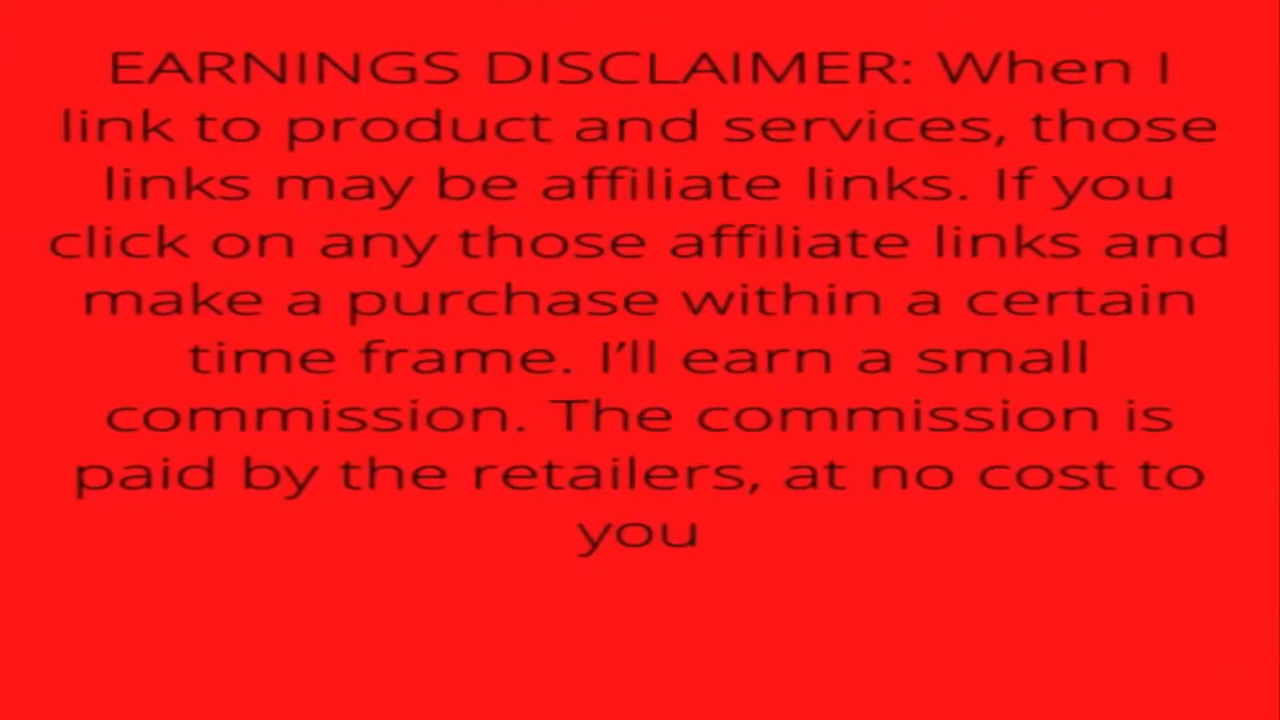 EARNINGS DISCLAIMER: When I
link to product and services, those
links may be affiliate links. If you
click on any those affiliate links and
make a purchase within a certain
time frame. I’ll earn a small
commission. The commission is
paid by the retailers, at no cost to
you